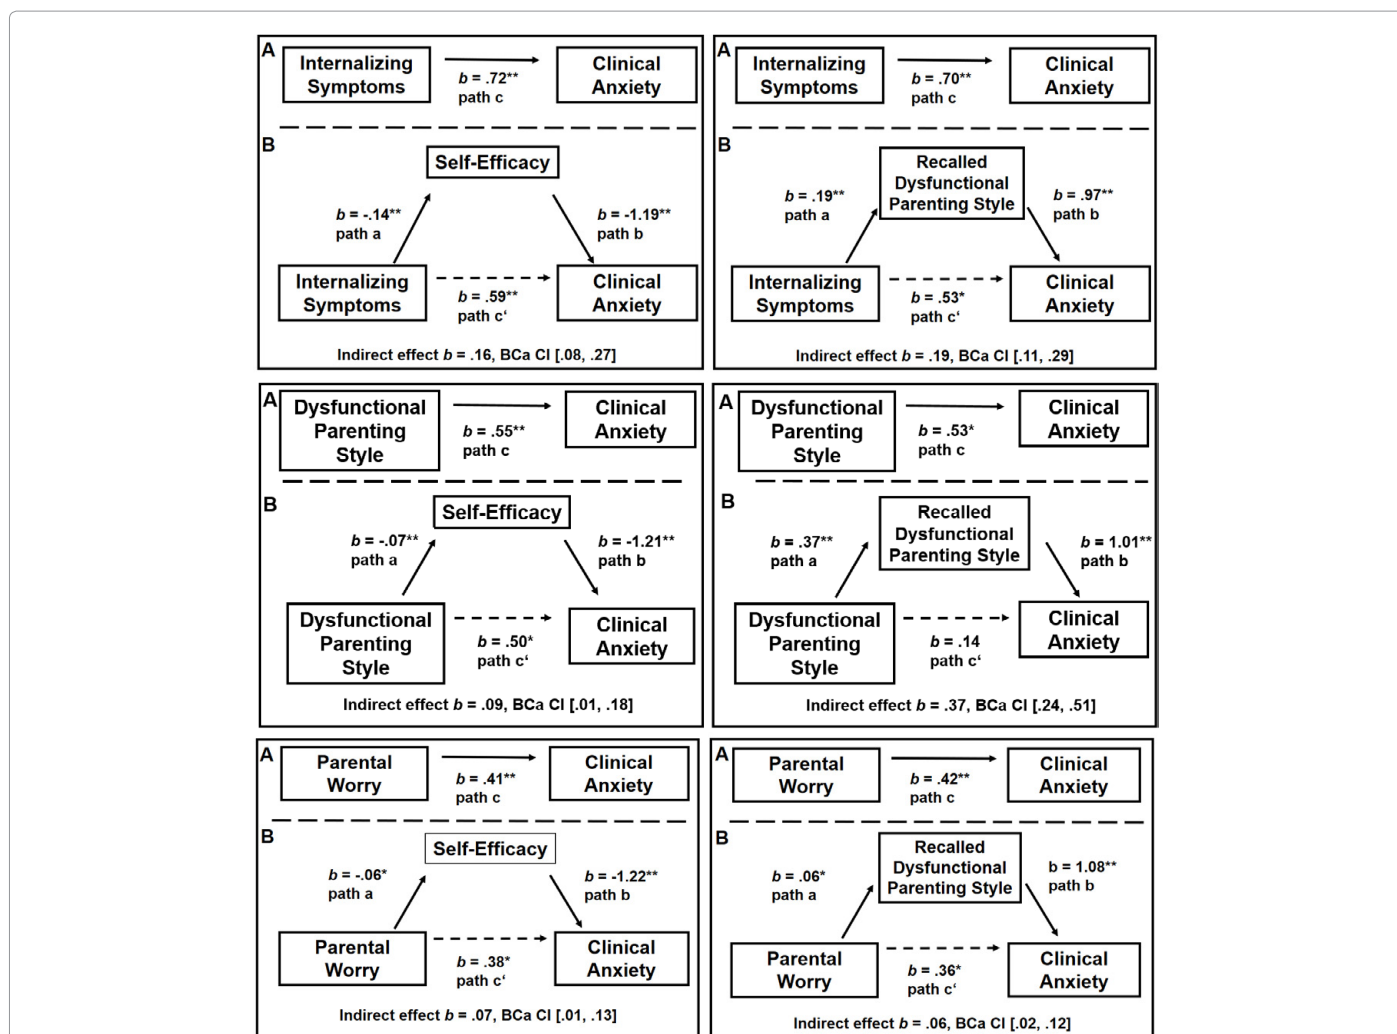 A
Internalizing
Symptoms
b = .72**
path c
Clinical
Anxiety
B
Self-Efficacy
b = -.14**
path a
b = -1.19**
path b
Internalizing
Symptoms
b = .59**
path c‘
Clinical
Anxiety
Indirect effect b = .16, BCa CI [.08, .27]
A
Internalizing
Symptoms
b = .70**
path c
Clinical
Anxiety
B
Recalled
Dysfunctional
Parenting Style
b = .19**
path a
b = .97**
path b
Internalizing
Symptoms
b = .53*
path c‘
Clinical
Anxiety
Indirect effect b = .19, BCa CI [.11, .29]
A
Dysfunctional
Parenting
Style
b = .55**
path c
Clinical
Anxiety
B
Self-Efficacy
b = -.07**
path a
b = -1.21**
path b
Dysfunctional
Parenting
Style
b = .50*
path c‘
Clinical
Anxiety
Indirect effect b = .09, BCa CI [.01, .18]
A
Dysfunctional
Parenting
Style
b = .53*
path c
Clinical
Anxiety
B
Recalled
Dysfunctional
Parenting Style
b = .37**
path a
b = 1.01**
path b
Dysfunctional
Parenting
Style
b = .14
path c‘
Clinical
Anxiety
Indirect effect b = .37, BCa CI [.24, .51]
A
Parental
Worry
b = .41**
path c
Clinical
Anxiety
B
Self-Efficacy
b = -.06*
path a
b = -1.22**
path b
Parental
Worry
b = .38*
path c‘
Clinical
Anxiety
Indirect effect b = .07, BCa CI [.01, .13]
A
Parental
Worry
b = .42**
path c
Clinical
Anxiety
B
Recalled
Dysfunctional
Parenting Style
b = .06*
path a
b = 1.08**
path b
Parental
Worry
b = .36*
path c‘
Clinical
Anxiety
Indirect effect b = .06, BCa CI [.02, .12]